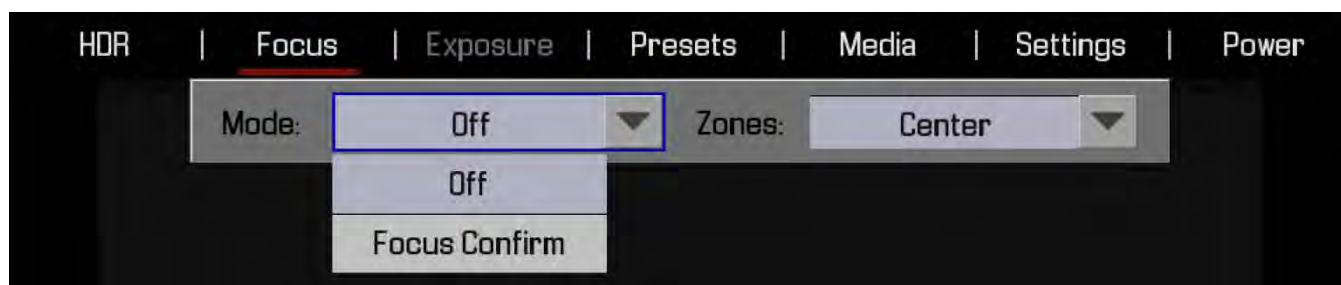 HDR | Focus | Exposure | Presets | Media | Settings | Power
Mode: Off Zones: Center
Off
Focus Confirm